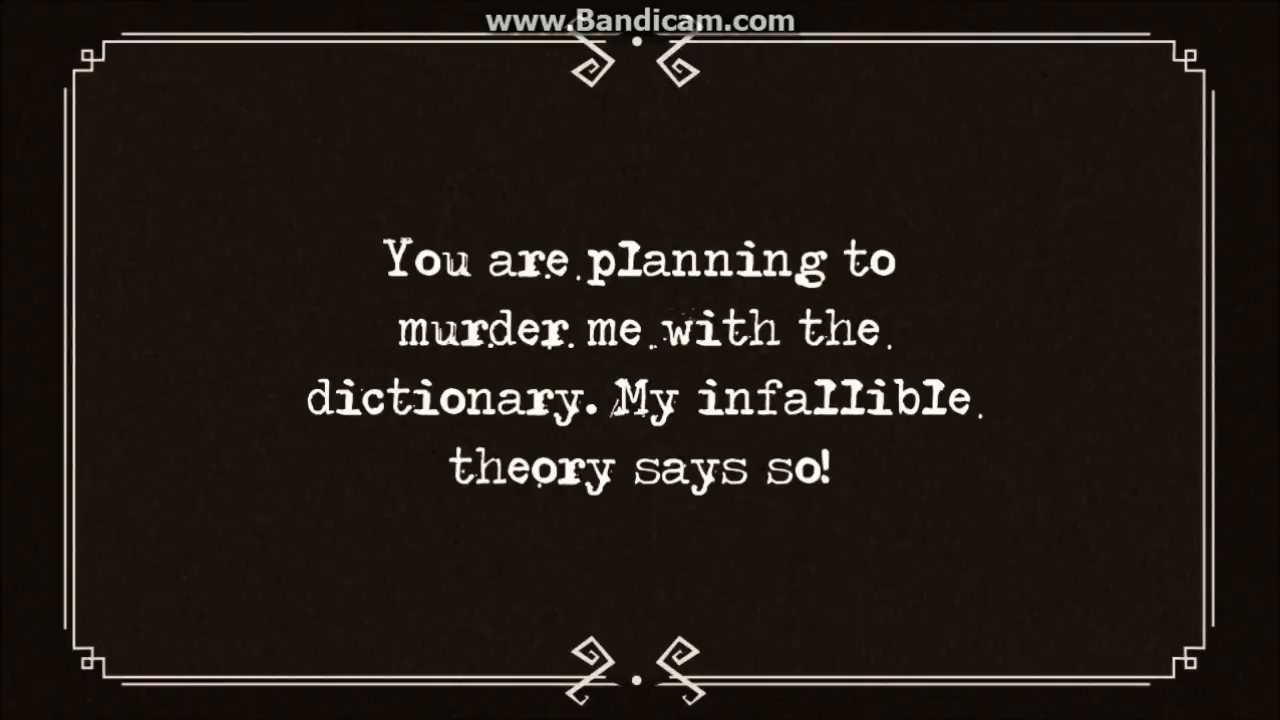 www.Bandicam.com
You are planning to
murder me with the
dictionary. My infallible
theory says so!